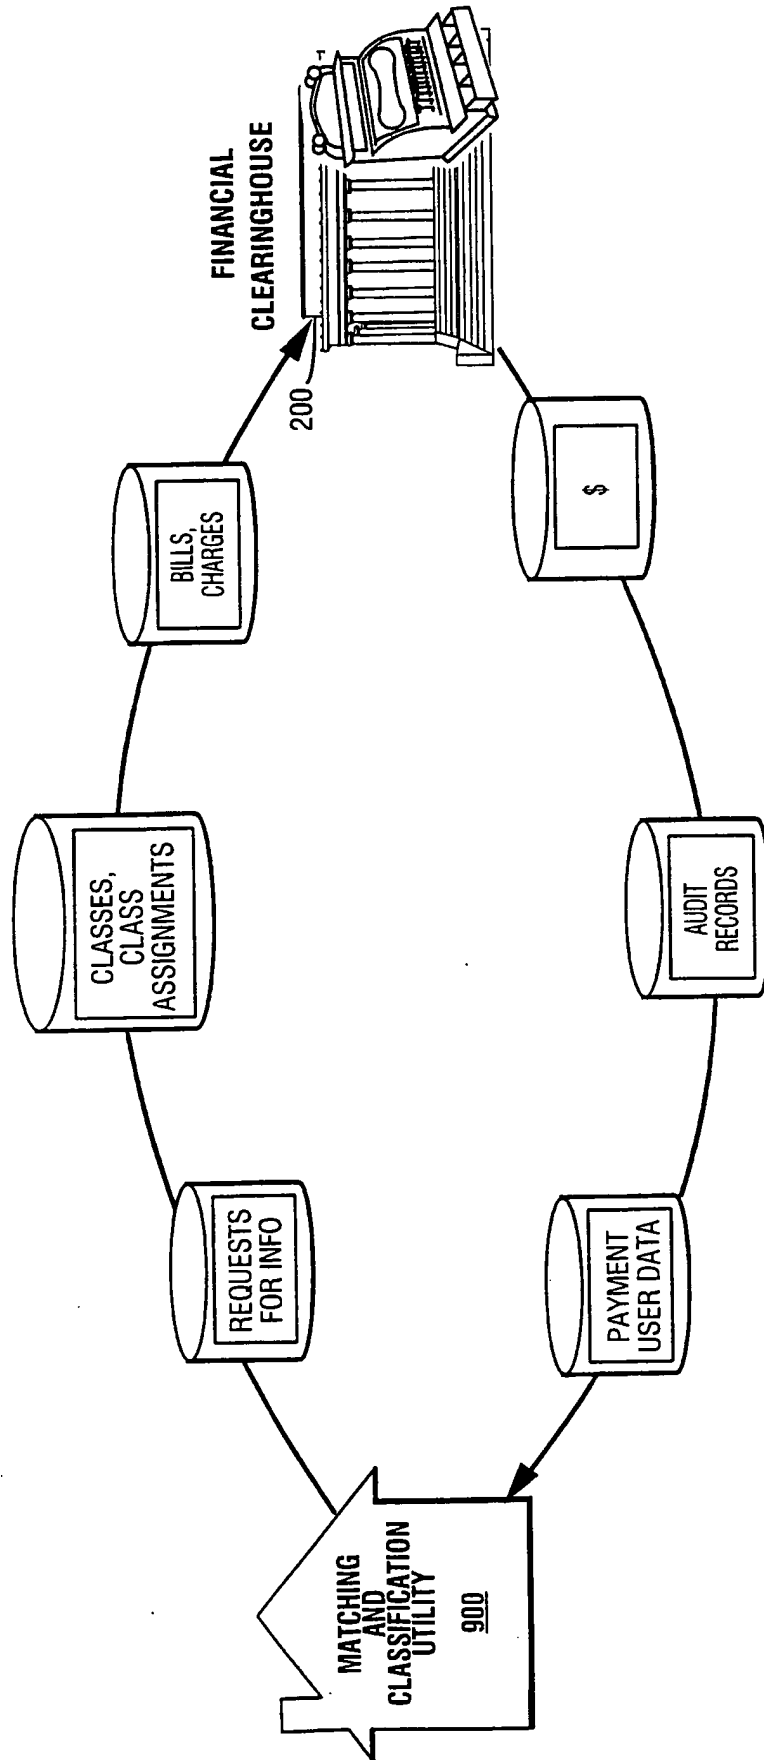 FINANCIAL
CLEARINGHOUSE
200
BILLS,
CHARGES
CLASSES,
CLASS
ASSIGNMENTS
REQUESTS
FOR INFO
MATCHING
AND
CLASSIFICATION
UTILITY
900
PAYMENT
USER DATA
AUDIT
RECORDS
$